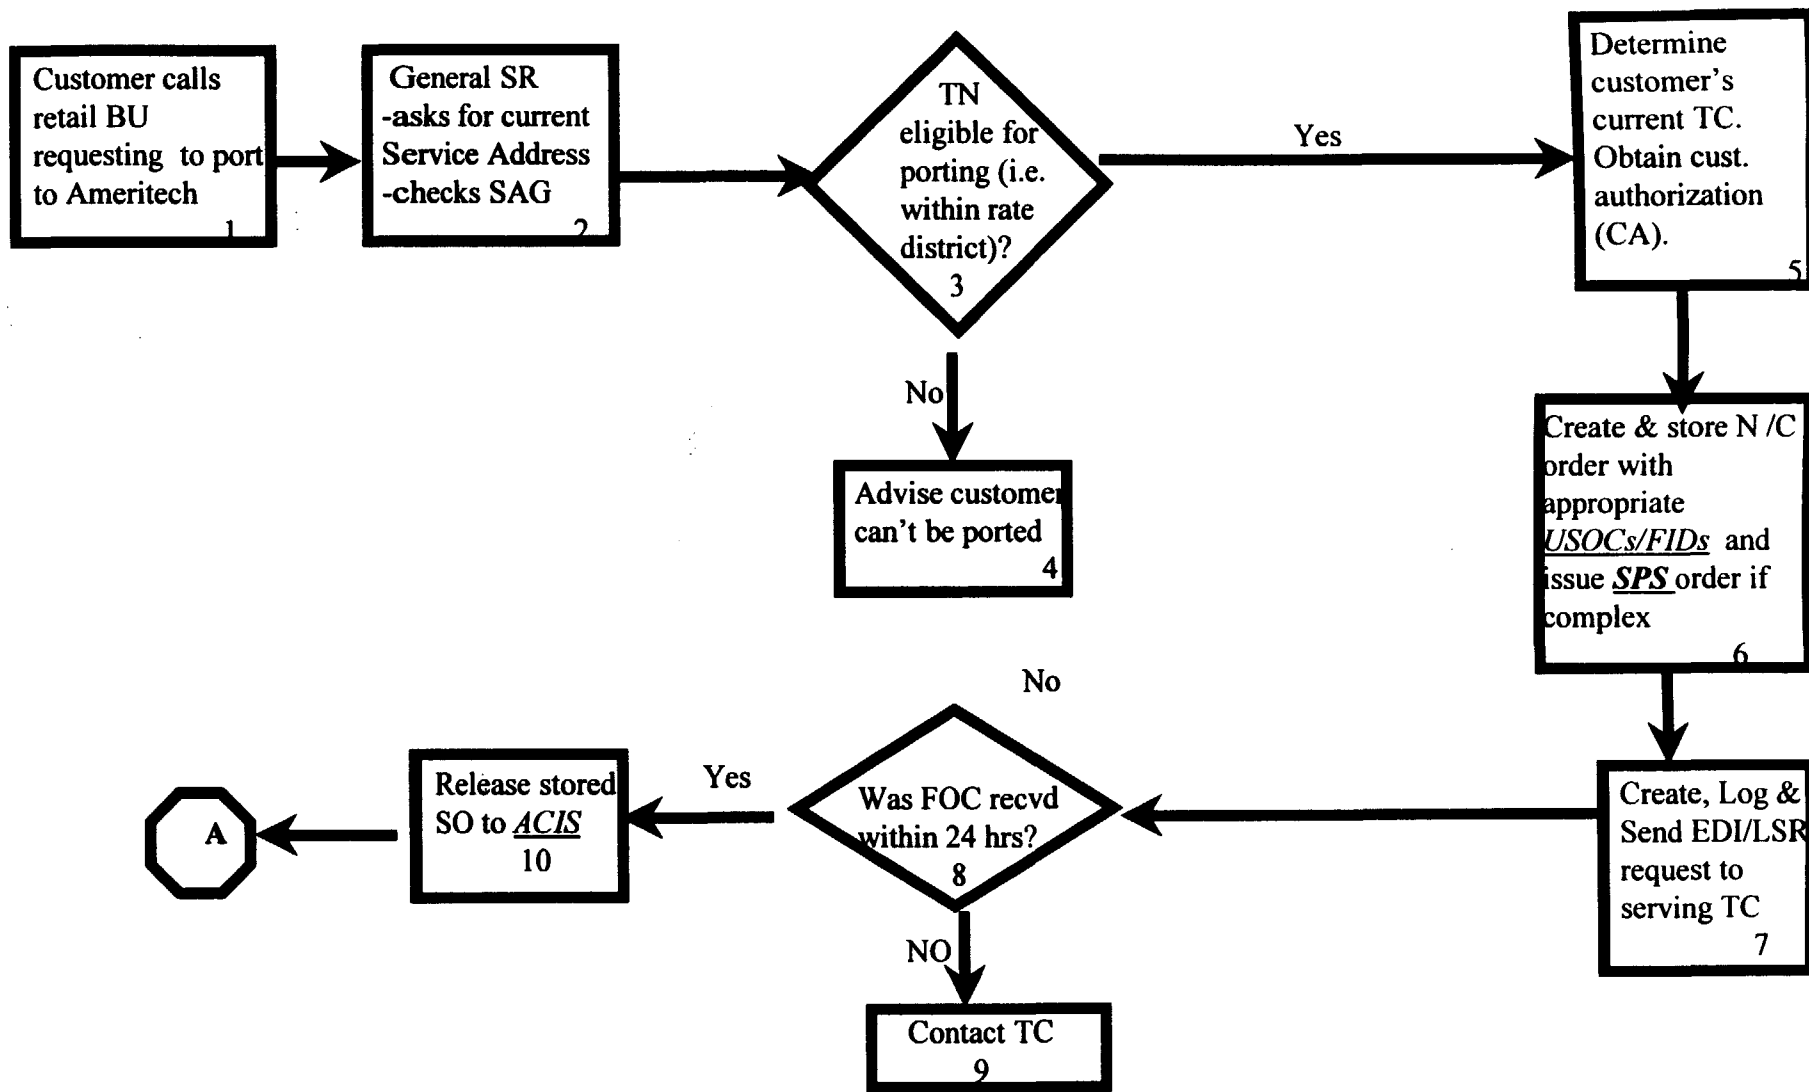 Customer calls
retail BU
requesting to port
to Ameritech
1
General SR
-asks for current
Service Address
-checks SAG
2
TN
eligible for
porting (i.e.
within rate
district)?
3
Yes
Determine
customer's
current TC.
Obtain cust.
authorization
(CA).
5
No
Advise customer
can't be ported
4
Create & store N /C
order with
appropriate
USOCs/FIDs and
issue SPS order if
complex
6
No
Create, Log &
Send EDI/LSR
request to
serving TC
7
Was FOC recvd
within 24 hrs?
8
Yes
Release stored
SO to ACIS
10
A
NO
Contact TC
9